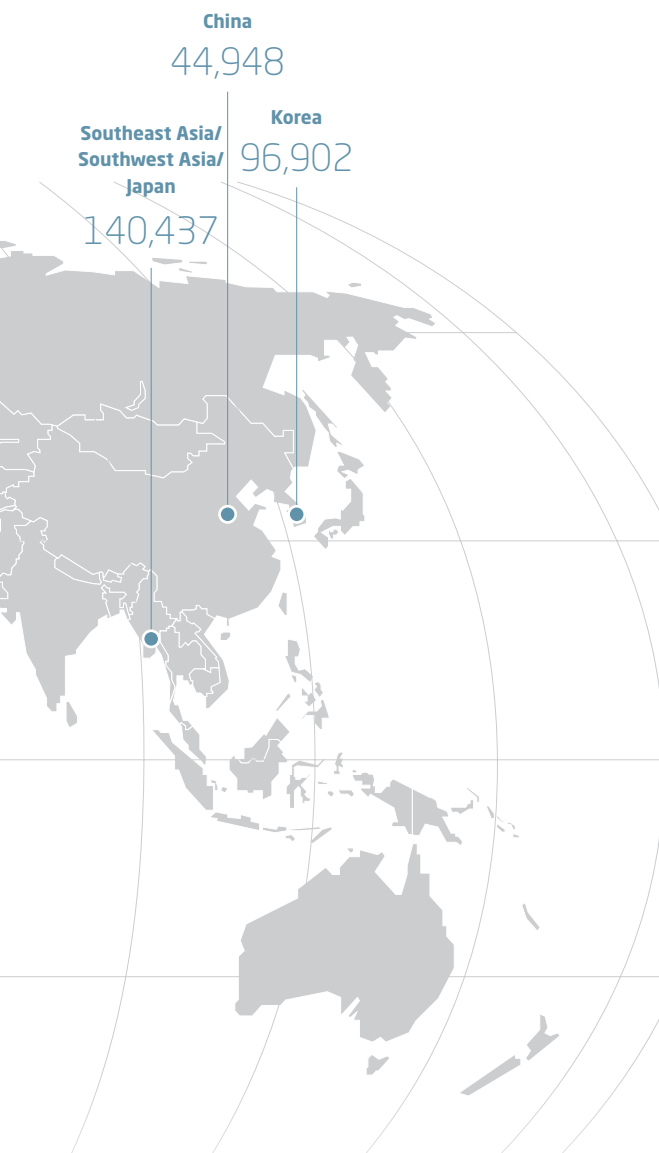 China
44,948
Korea
96,902
Southeast Asia/
Southwest Asia/
Japan
140,437